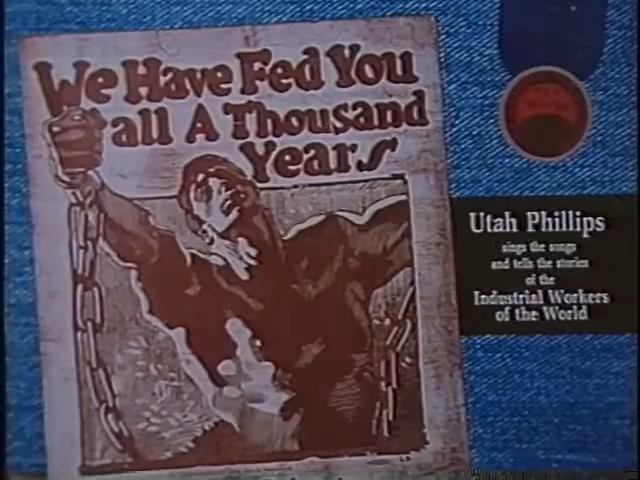 We Have Fed You
all A Thousand
Years
Utah Phillips
sings the songs
and tells the stories
of the
Industrial Workers
of the World